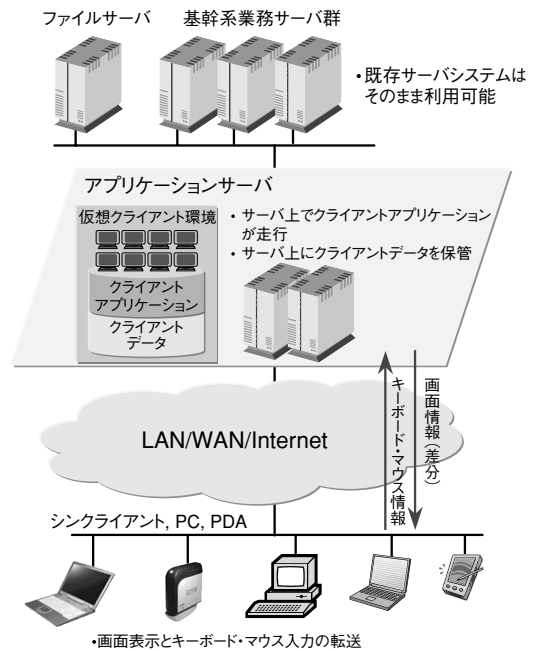 ファイルサーバ
基幹系業務サーバ群
・既存サーバシステムは
そのまま利用可能
アプリケーションサーバ
仮想クライアント環境
クライアント
アプリケーション
クライアント
データ
・サーバ上でクライアントアプリケーション
が走行
・サーバ上にクライアントデータを保管
キーボード・マウス情報
画面情報(差分)
LAN/WAN/Internet
シンクライアント, PC, PDA
・画面表示とキーボード・マウス入力の転送